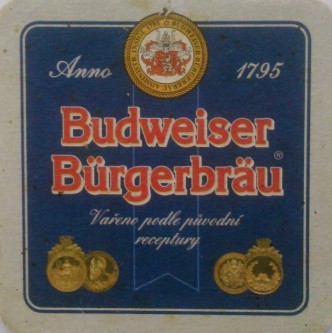 Anno 1795
Budweiser
Bürgerbräu®
Vařeno podle původní
receptury